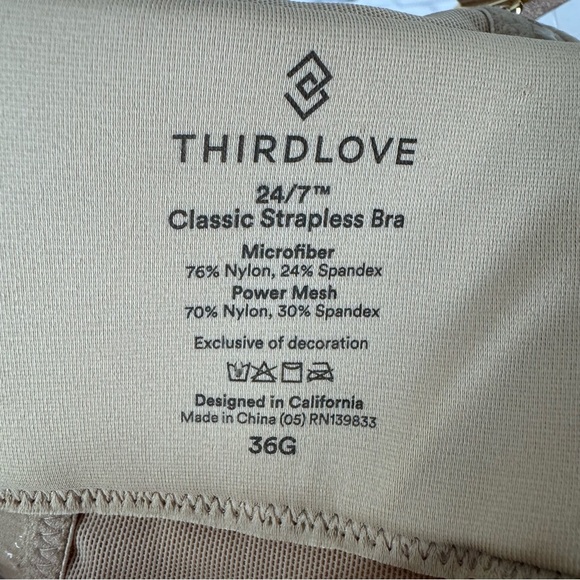 THIRDLOVE
24/7™
Classic Strapless Bra
Microfiber
76% Nylon, 24% Spandex
Power Mesh
70% Nylon, 30% Spandex
Exclusive of decoration
Designed in California
Made in China (05) RN139833
36G